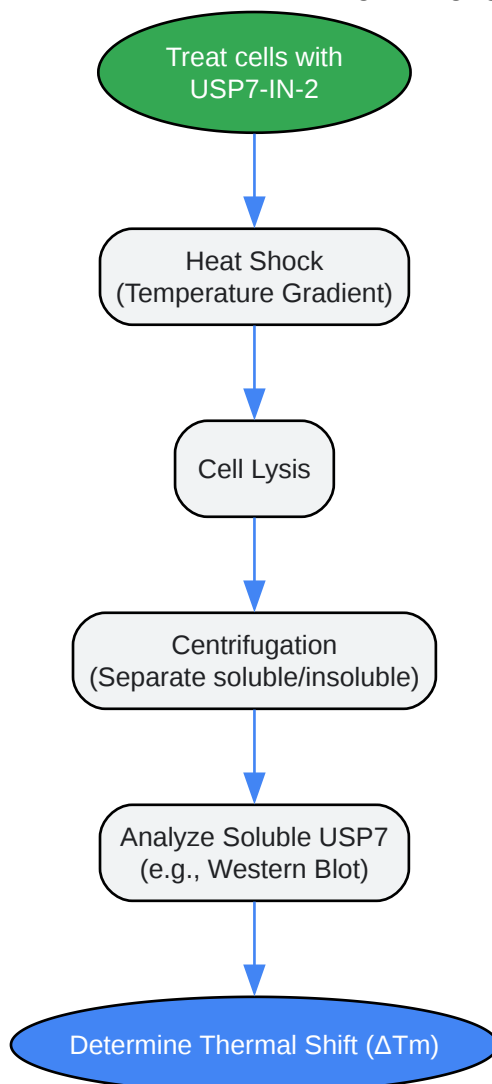 Treat cells with
USP7-IN-2
Heat Shock
(Temperature Gradient)
Cell Lysis
Centrifugation
(Separate soluble/insoluble)
Analyze Soluble USP7
(e.g., Western Blot)
Determine Thermal Shift (ΔTm)